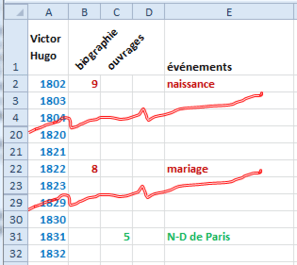 A B C D E
1 Victor Hugo biographie ouvrages événements
2 1802 9 naissance
3 1803
4 1804
20 1820
21 1821
22 1822 8 mariage
23 1823
29 1829
30 1830
31 1831 5 N-D de Paris
32 1832